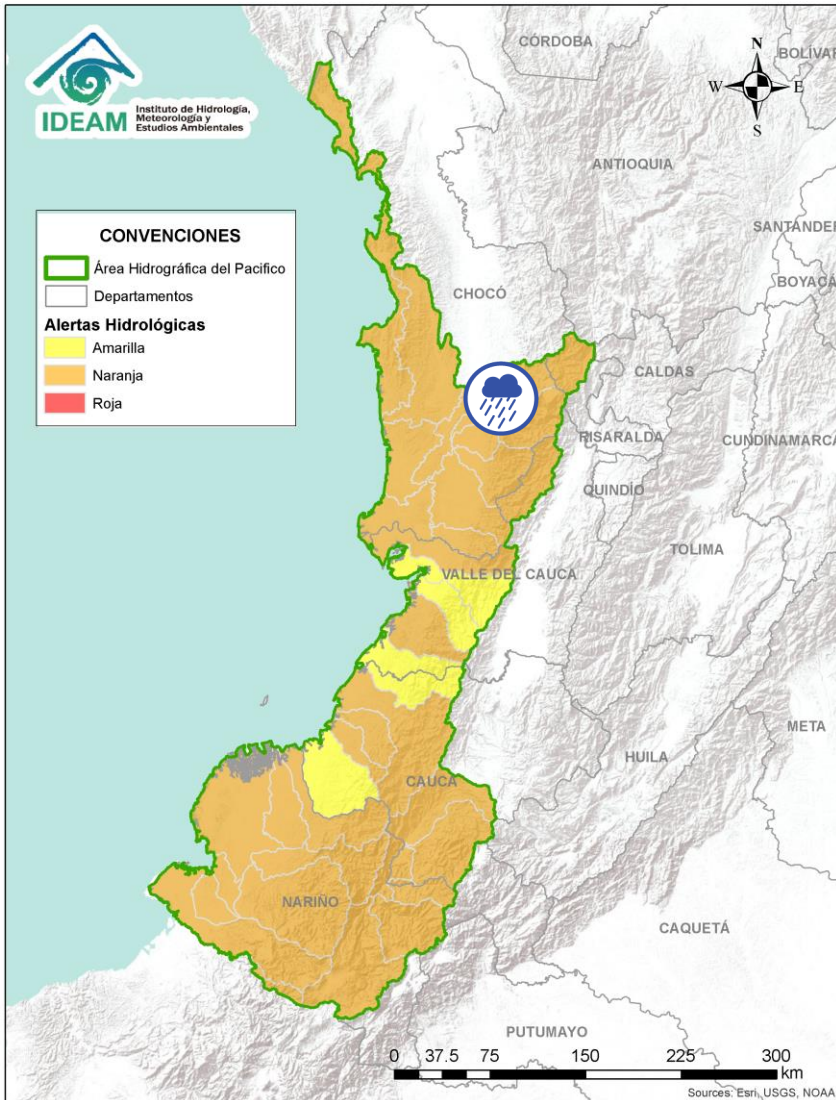 IDEAM
Instituto de Hidrología,
Meteorología y
Estudios Ambientales
CONVENCIONES
Área Hidrográfica del Pacifico
Departamentos
Alertas Hidrológicas
Amarilla
Naranja
Roja
N
W
E
S
CÓRDOBA
BOLÍVAR
ANTIOQUIA
SANTANDER
BOYACÁ
CHOCÓ
CALDAS
RISARALDA
CUNDINAMARCA
QUINDÍO
TOLIMA
VALLE DEL CAUCA
META
HUILA
CAUCA
NARIÑO
CAQUETÁ
PUTUMAYO
0 37.5 75 150 225 300
km
Sources: Esri, USGS, NOAA